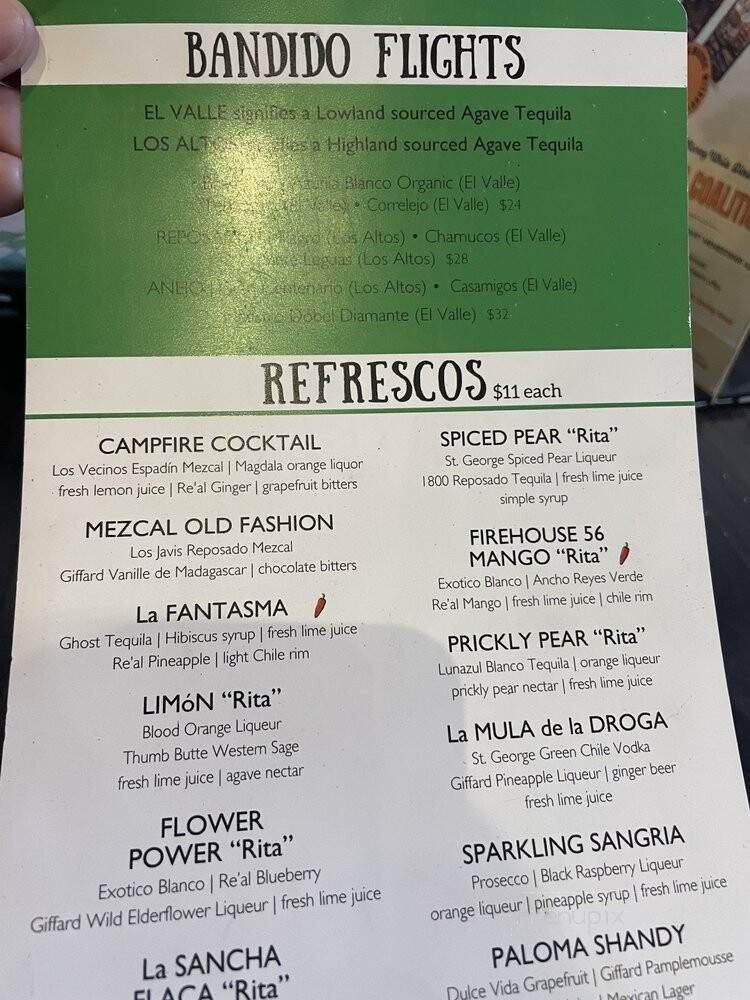 BANDIDO FLIGHTS
EL VALLE signifies a Lowland sourced Agave Tequila
LOS a Highland sourced Agave Tequila
Blanco Organic (El Valle)
Valle) • Correlejo (El Valle) $24
(Los Altos) • Chamucos (El Valle)
Leguas (Los Altos) $28
Centenario (Los Altos) • Casamigos (El Valle)
Dobel Diamante (El Valle) $32
REFRESCOS $11 each
CAMPFIRE COCKTAIL
Los Vecinos Espadín Mezcal | Magdala orange liquor
fresh lemon juice | Re'al Ginger | grapefruit bitters
MEZCAL OLD FASHION
Los Javis Reposado Mezcal
Giffard Vanille de Madagascar | chocolate bitters
La FANTASMA
Ghost Tequila | Hibiscus syrup | fresh lime juice
Re'al Pineapple | light Chile rim
LIMóN “Rita”
Blood Orange Liqueur
Thumb Butte Western Sage
fresh lime juice | agave nectar
FLOWER
POWER “Rita”
Exotico Blanco | Re'al Blueberry
Giffard Wild Elderflower Liqueur | fresh lime juice
La SANCHA
FLACA “Rita”
SPICED PEAR “Rita”
St. George Spiced Pear Liqueur
1800 Reposado Tequila | fresh lime juice
simple syrup
FIREHOUSE 56
MANGO “Rita”
Exotico Blanco | Ancho Reyes Verde
Re'al Mango | fresh lime juice | chile rim
PRICKLY PEAR “Rita”
Lunazul Blanco Tequila | orange liqueur
prickly pear nectar | fresh lime juice
La MULA de la DROGA
St. George Green Chile Vodka
Giffard Pineapple Liqueur | ginger beer
fresh lime juice
SPARKLING SANGRIA
Prosecco | Black Raspberry Liqueur
orange liqueur | pineapple syrup | fresh lime juice
PALOMA SHANDY
Dulce Vida Grapefruit | Giffard Pamplemousse
| Mexican Lager